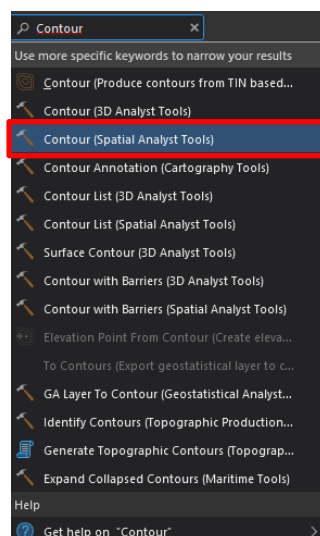 Contour
Use more specific keywords to narrow your results
Contour (Produce contours from TIN based...
Contour (3D Analyst Tools)
Contour (Spatial Analyst Tools)
Contour Annotation (Cartography Tools)
Contour List (3D Analyst Tools)
Contour List (Spatial Analyst Tools)
Surface Contour (3D Analyst Tools)
Contour with Barriers (3D Analyst Tools)
Contour with Barriers (Spatial Analyst Tools)
Elevation Point From Contour (Create eleva...
To Contours (Export geostatistical layer to c...
GA Layer To Contour (Geostatistical Analyst...
Identify Contours (Topographic Production...
Generate Topographic Contours (Topograp...
Expand Collapsed Contours (Maritime Tools)
Help
Get help on "Contour"